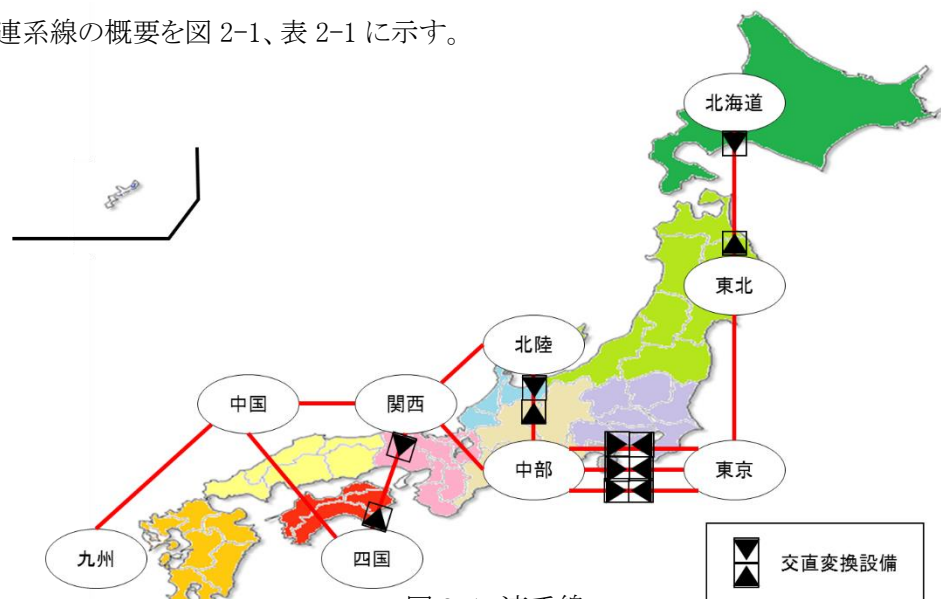 連系線の概要を図 2-1、表 2-1 に示す。
北海道
東北
北陸
中国
関西
中部
東京
九州
四国
交直変換設備